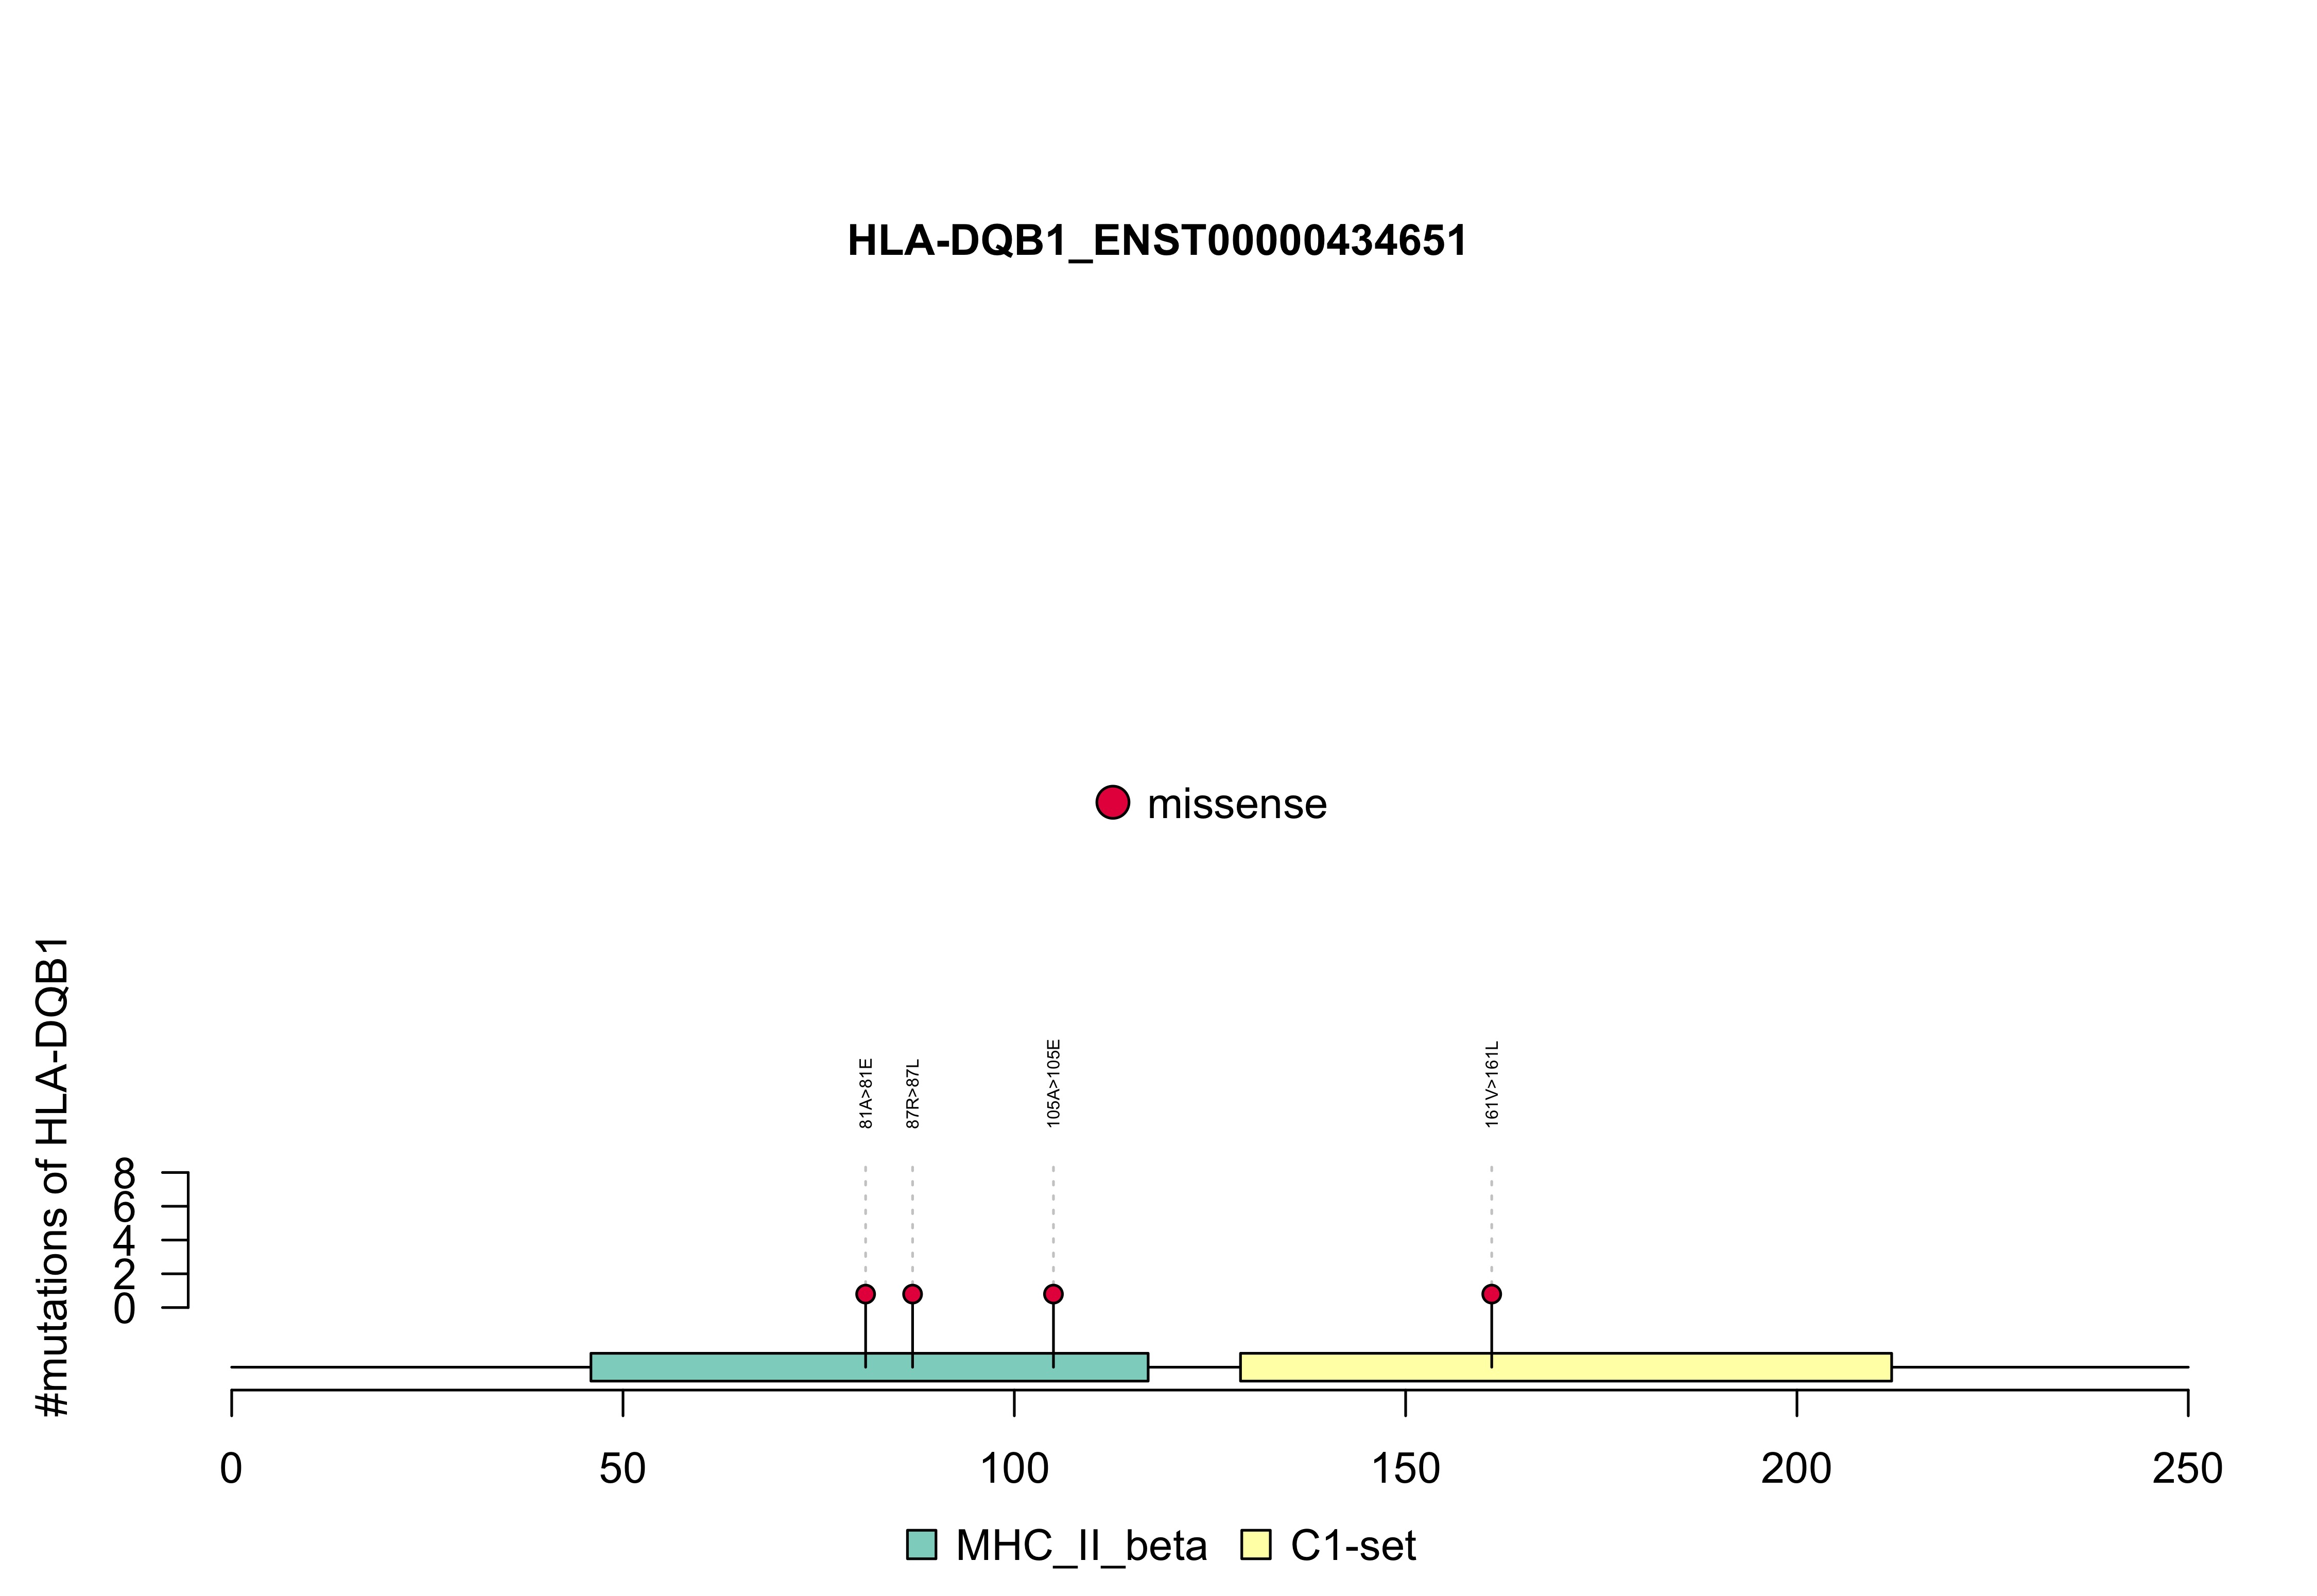 HLA-DQB1_ENST00000434651
missense
#mutations of HLA-DQB1
81A>81E
87R>87L
105A>105E
161V>161L
8
6
4
2
0
0 50 100 150 200 250
MHC_II_beta C1-set